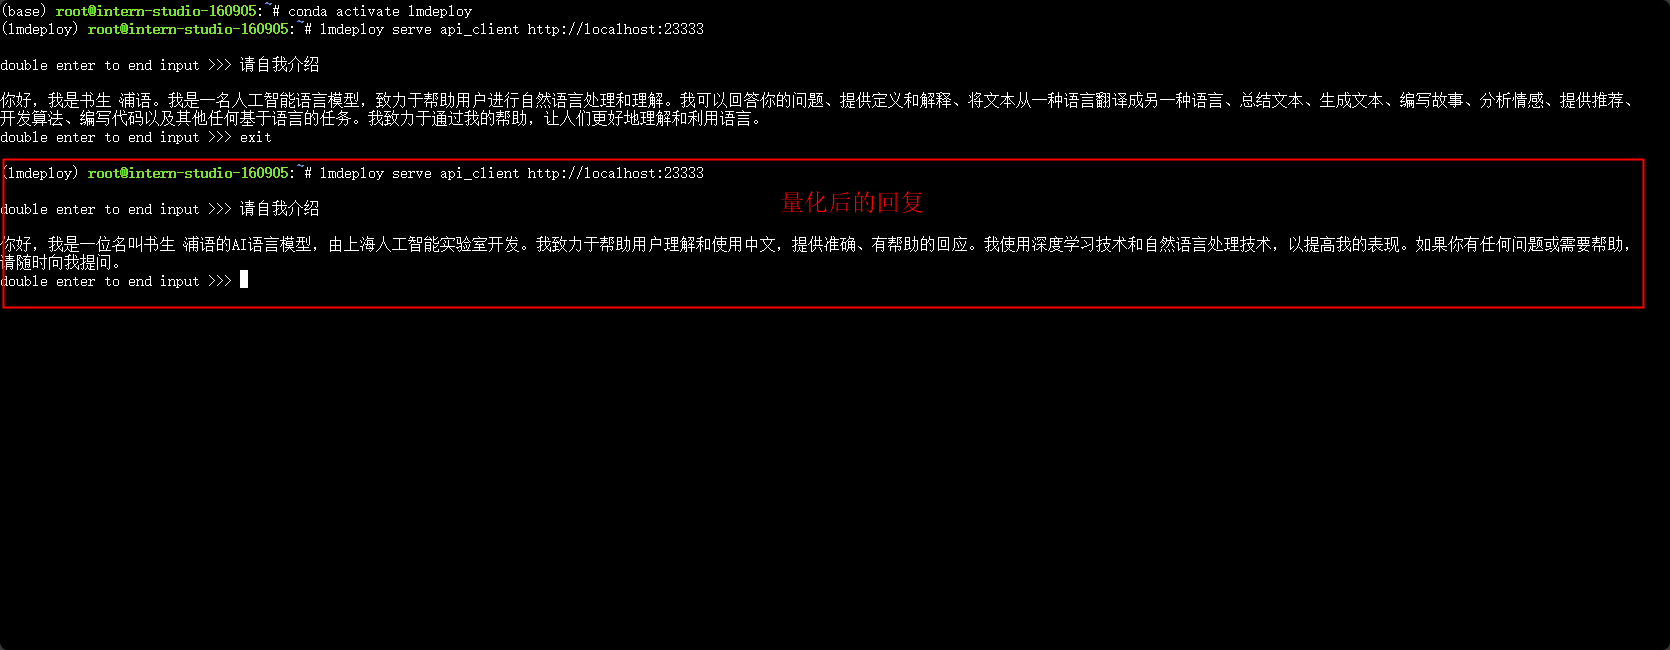 (base) root@intern-studio-160905:~# conda activate lmdeploy
(lmdeploy) root@intern-studio-160905:~# lmdeploy serve api_client http://localhost:23333
double enter to end input >>> 请自我介绍
你好，我是书生·浦语。我是一名人工智能语言模型，致力于帮助用户进行自然语言处理和理解。我可以回答你的问题、提供定义和解释、将文本从一种语言翻译成另一种语言、总结文本、生成文本、编写故事、分析情感、提供推荐、
开发算法、编写代码以及其他任何基于语言的任务。我致力于通过我的帮助，让人们更好地理解和利用语言。
double enter to end input >>> exit
(lmdeploy) root@intern-studio-160905:~# lmdeploy serve api_client http://localhost:23333
量化后的回复
double enter to end input >>> 请自我介绍
你好，我是一位名叫书生·浦语的AI语言模型，由上海人工智能实验室开发。我致力于帮助用户理解和使用中文，提供准确、有帮助的回应。我使用深度学习技术和自然语言处理技术，以提高我的表现。如果你有任何问题或需要帮助，
请随时向我提问。
double enter to end input >>>